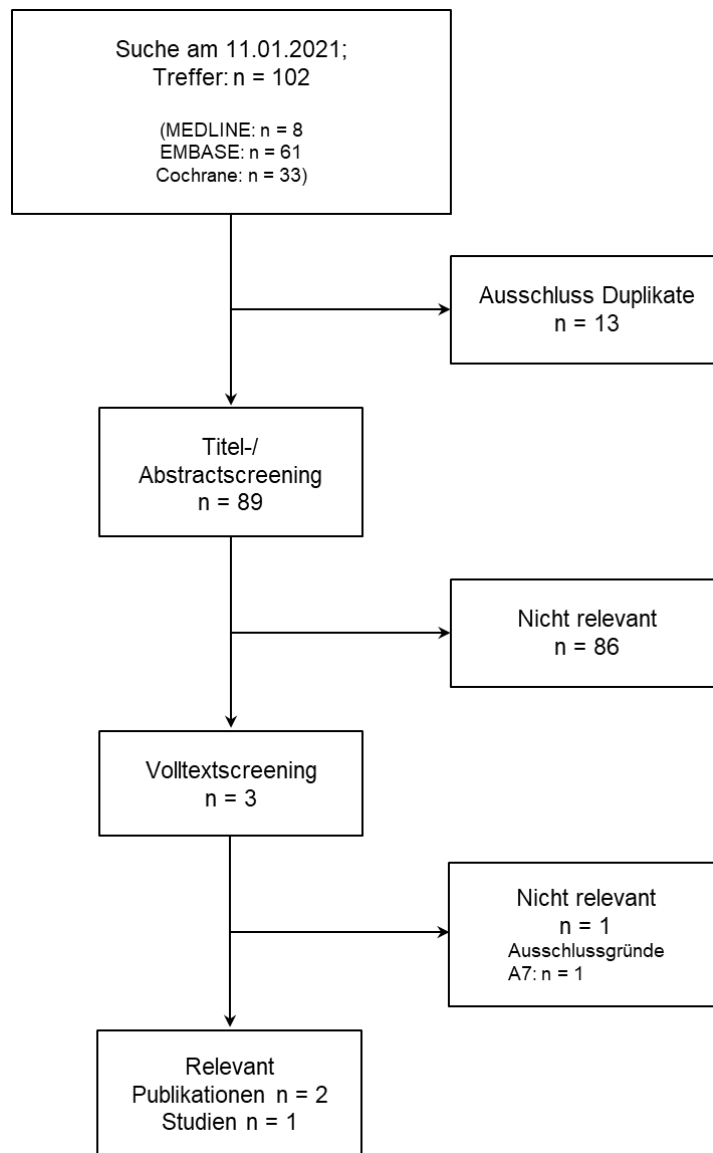 Suche am 11.01.2021;
Treffer: n = 102
(MEDLINE: n = 8
EMBASE: n = 61
Cochrane: n = 33)
Ausschluss Duplikate
n = 13
Titel-/
Abstractscreening
n = 89
Nicht relevant
n = 86
Volltextscreening
n = 3
Nicht relevant
n = 1
Ausschlussgründe
A7: n = 1
Relevant
Publikationen n = 2
Studien n = 1